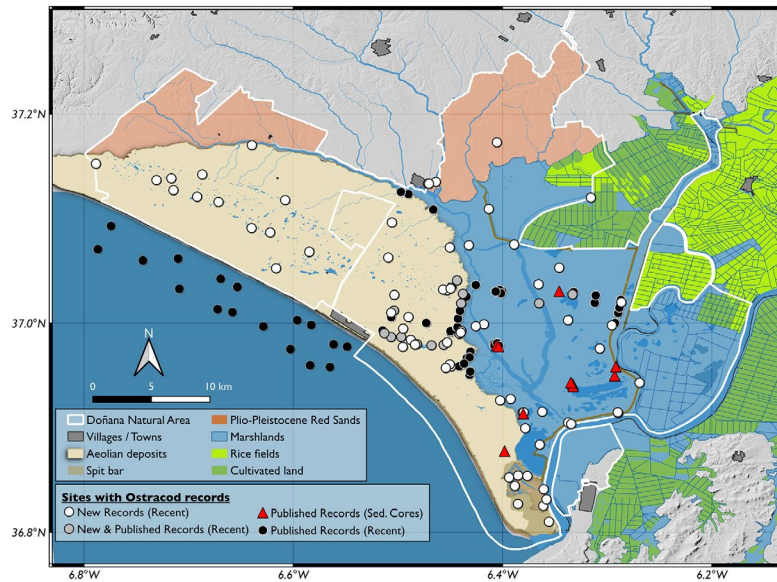 37.2°N
37.0°N
36.8°N
N
0 5 10 km
Doñana Natural Area
Villages / Towns
Aeolian deposits
Spit bar
Plio-Pleistocene Red Sands
Marshlands
Rice fields
Cultivated land
Sites with Ostracod records
New Records (Recent)
New & Published Records (Recent)
Published Records (Sed. Cores)
Published Records (Recent)
6.8°W 6.6°W 6.4°W 6.2°W